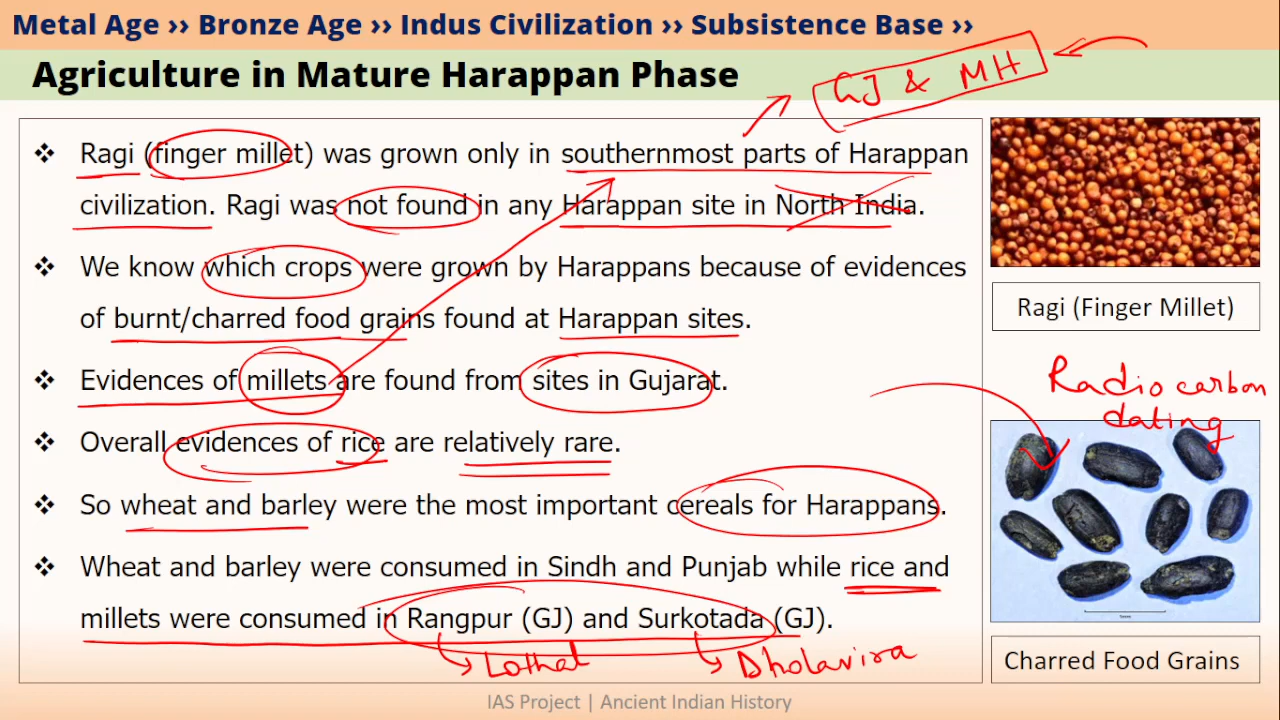 Metal Age ›› Bronze Age ›› Indus Civilization ›› Subsistence Base ››
Agriculture in Mature Harappan Phase
GJ & MH
❖ Ragi (finger millet) was grown only in southernmost parts of Harappan
civilization. Ragi was not found in any Harappan site in North India.
❖ We know which crops were grown by Harappans because of evidences
of burnt/charred food grains found at Harappan sites.
❖ Evidences of millets are found from sites in Gujarat.
❖ Overall evidences of rice are relatively rare.
❖ So wheat and barley were the most important cereals for Harappans.
❖ Wheat and barley were consumed in Sindh and Punjab while rice and
millets were consumed in Rangpur (GJ) and Surkotada (GJ).
Lothal
Dholavira
Ragi (Finger Millet)
Radio carbon
dating
Charred Food Grains
IAS Project | Ancient Indian History